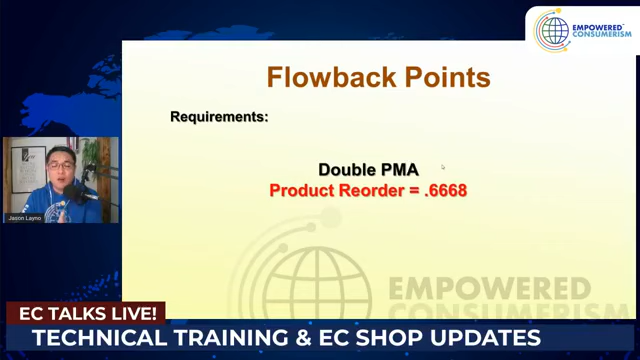 EMPOWERED
CONSUMERISM
Flowback Points
Requirements:
Double PMA
Product Reorder = .6668
Jason Layno
EMPOWERED
CONSUMERISM
EC TALKS LIVE!
TECHNICAL TRAINING & EC SHOP UPDATES